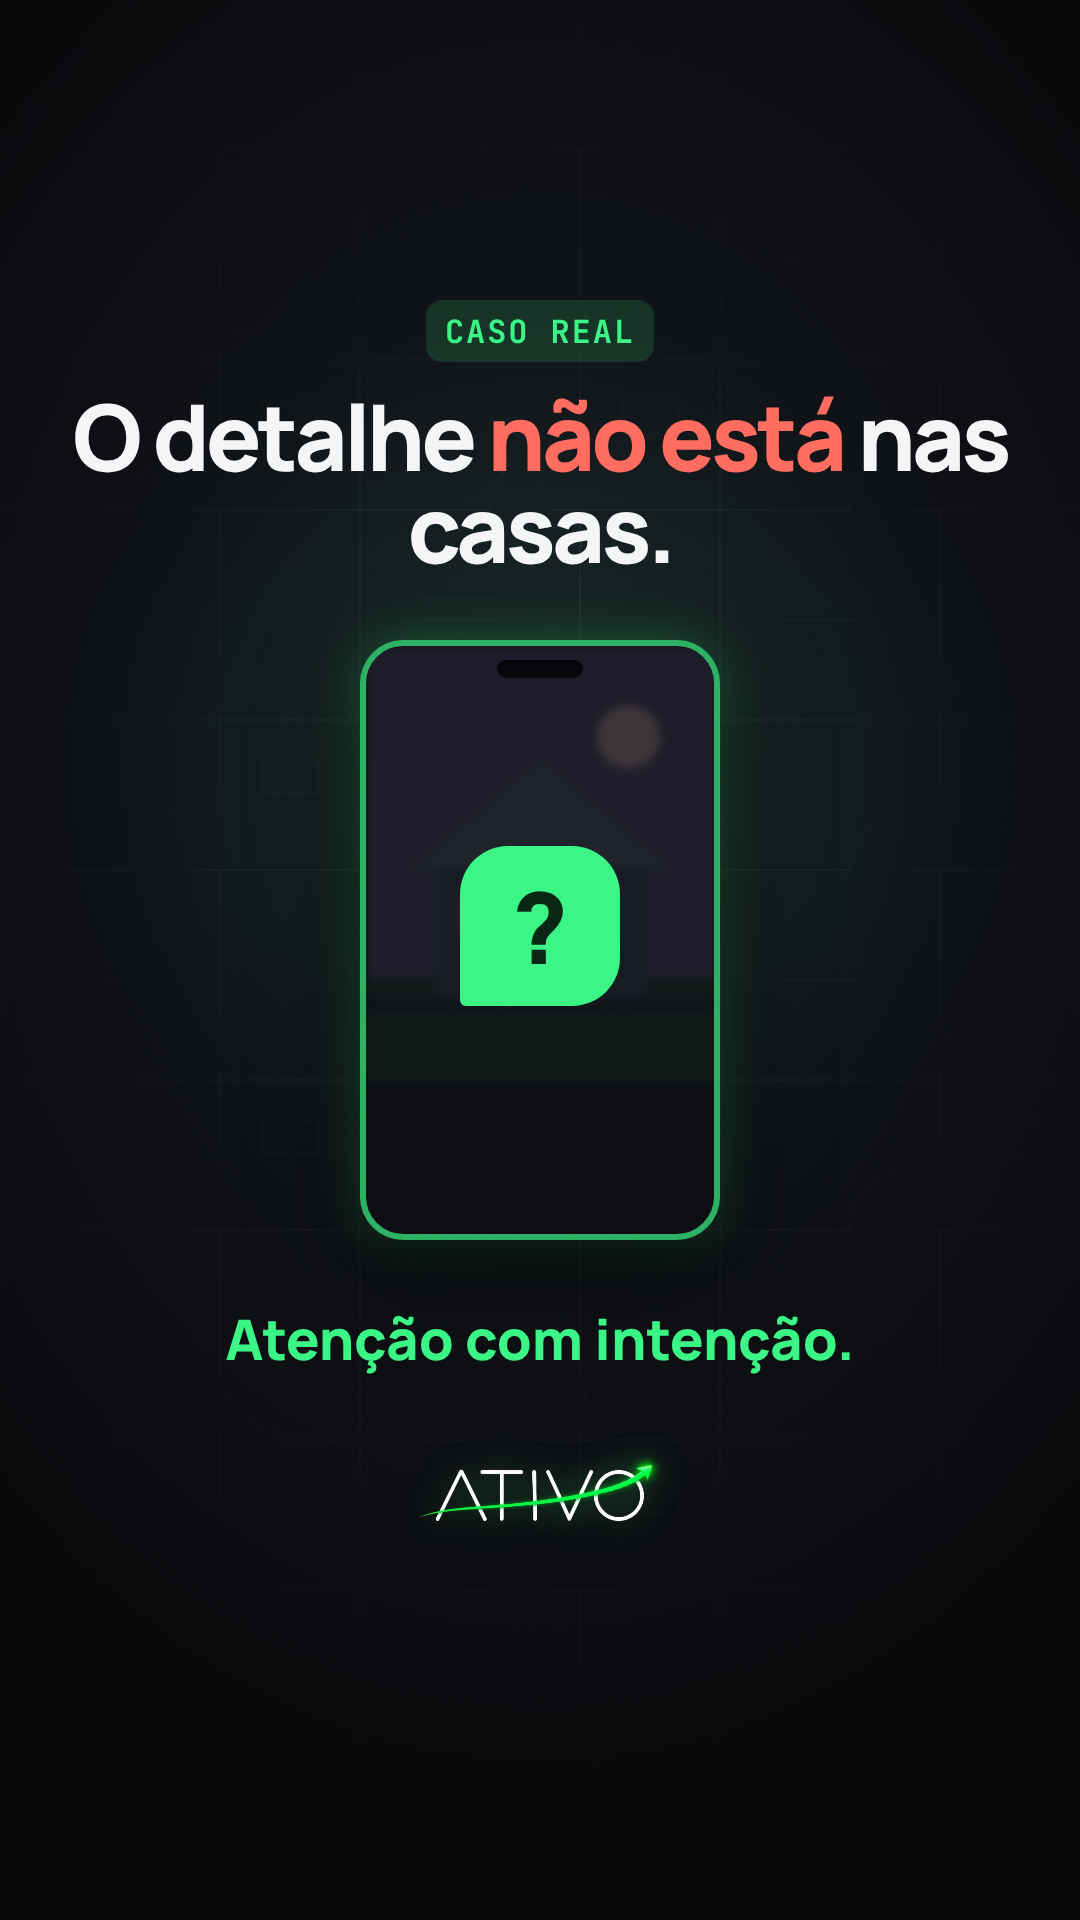 CASO REAL
O detalhe não está nas
casas.
?
Atenção com intenção.
ATIVO